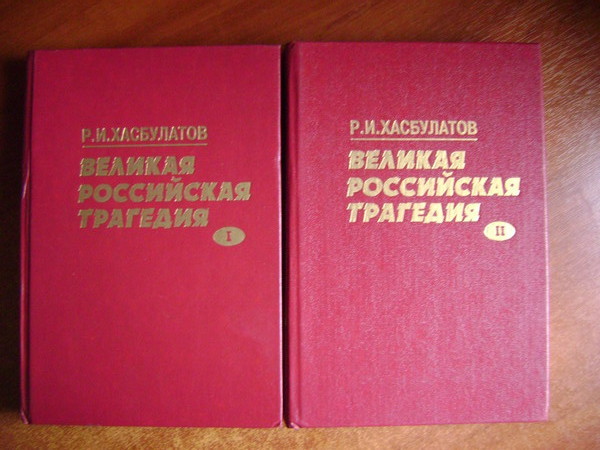 Р.И.ХАСБУЛАТОВ
ВЕЛИКАЯ
РОССИЙСКАЯ
ТРАГЕДИЯ
I
Р.И.ХАСБУЛАТОВ
ВЕЛИКАЯ
РОССИЙСКАЯ
ТРАГЕДИЯ
II